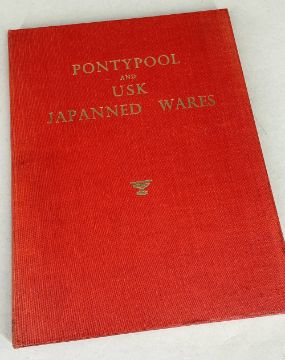 PONTYPOOL
AND
USK
JAPANNED WARES